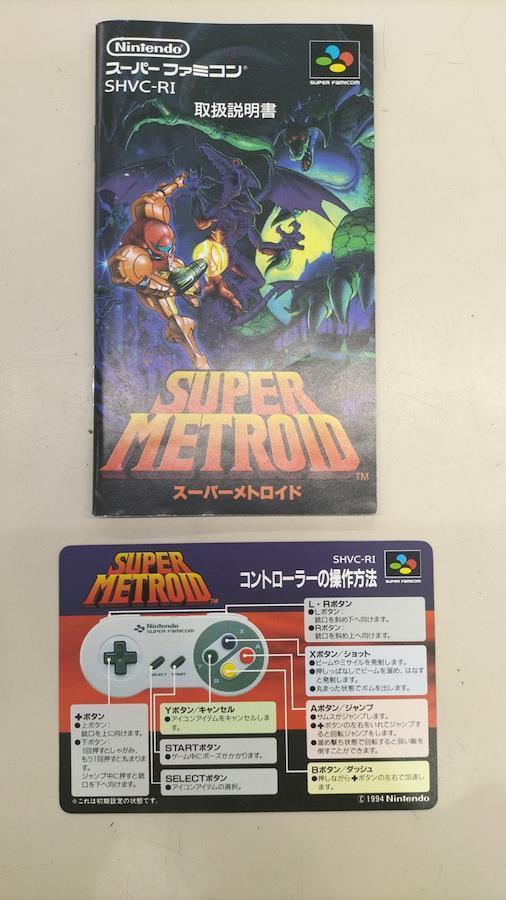 Nintendo
スーパーファミコン®
SHVC-RI
SUPER FAMICOM
取扱説明書
SUPER
METROID
TM
スーパーメトロイド
SUPER
METROID
TM
SHVC-RI
コントローラーの操作方法
SUPER FAMICOM
Nintendo
SUPER FAMICOM
SELECT START
X
A
Y
B
L・Rボタン
●Lボタン:
銃口を斜め下へ向けます。
●Rボタン:
銃口を斜め上へ向けます。
Xボタン/ショット
●ビームやミサイルを発射します。
●押しっぱなしでビームを溜め、はなすと発射します。
●丸まった状態でボムを出します。
Aボタン/ジャンプ
●サムスがジャンプします。
●✚ボタンの左右をいれてジャンプすると回転ジャンプをします。
●溜め撃ち状態で回転すると弱い敵を倒すことができます。
Bボタン/ダッシュ
●押しながら✚ボタンの左右で加速します。
Yボタン/キャンセル
●アイコンアイテムをキャンセルします。
STARTボタン
●ゲーム中にポーズがかかります。
SELECTボタン
●アイコンアイテムの選択。
✚ボタン
●上ボタン:
銃口を上に向けます。
●下ボタン:
1回押すとしゃがみ、
もう1回押すと丸まります。
ジャンプ中に押すと銃口を下へ向けます。
※これは初期設定の状態です。
© 1994 Nintendo